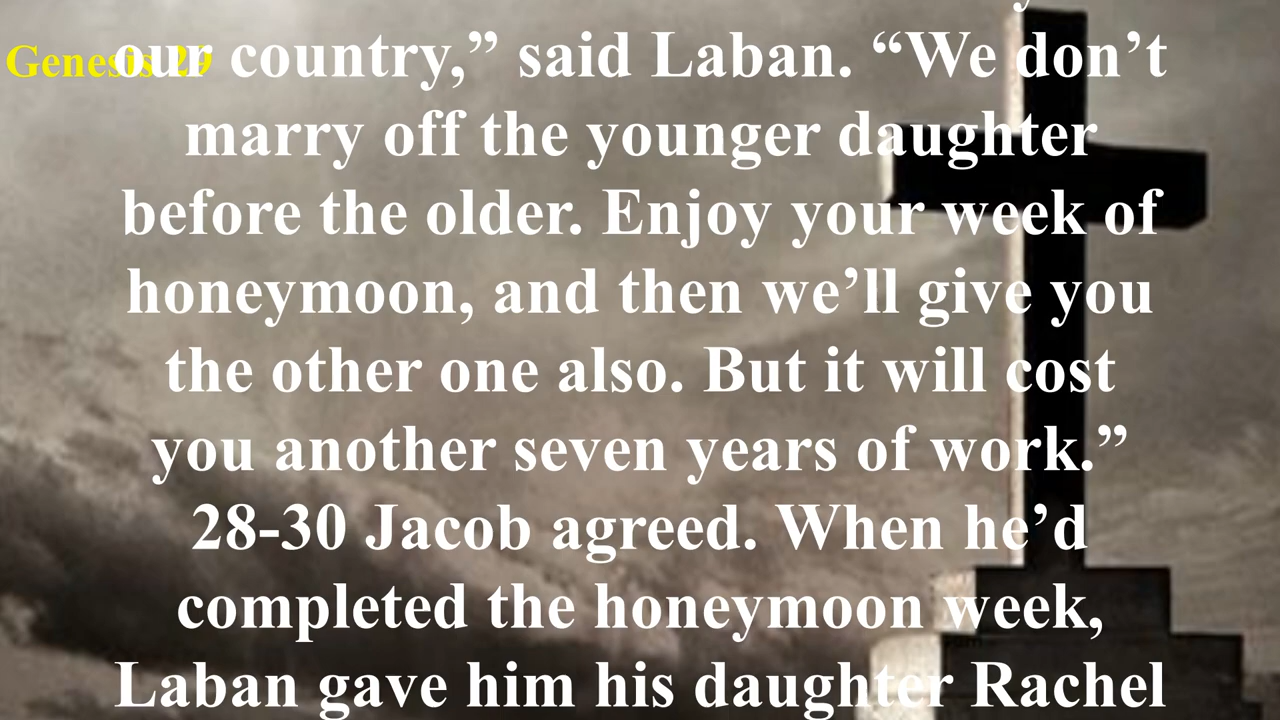 Genesis 29
our country,” said Laban. “We don’t
marry off the younger daughter
before the older. Enjoy your week of
honeymoon, and then we’ll give you
the other one also. But it will cost
you another seven years of work.”
28-30 Jacob agreed. When he’d
completed the honeymoon week,
Laban gave him his daughter Rachel